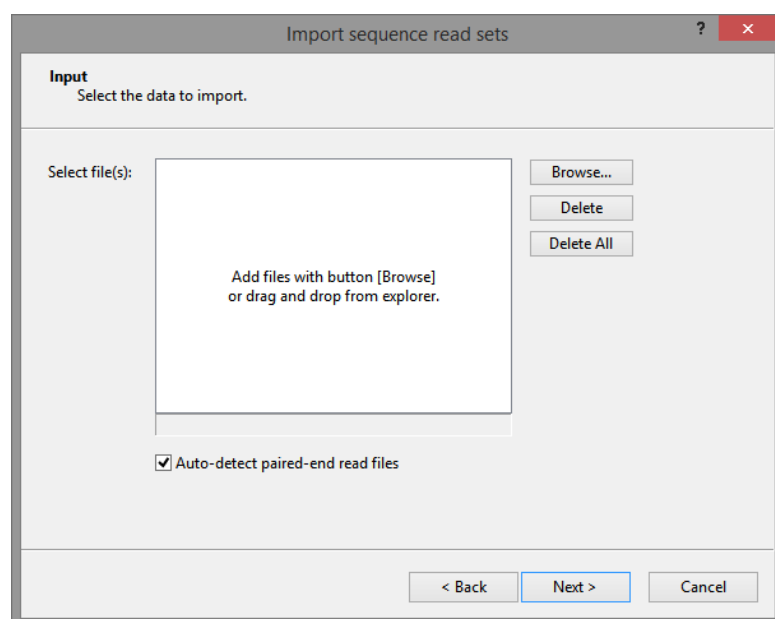 Import sequence read sets
?
Input
Select the data to import.
Select file(s):
Add files with button [Browse]
or drag and drop from explorer.
Browse...
Delete
Delete All
Auto-detect paired-end read files
< Back
Next >
Cancel